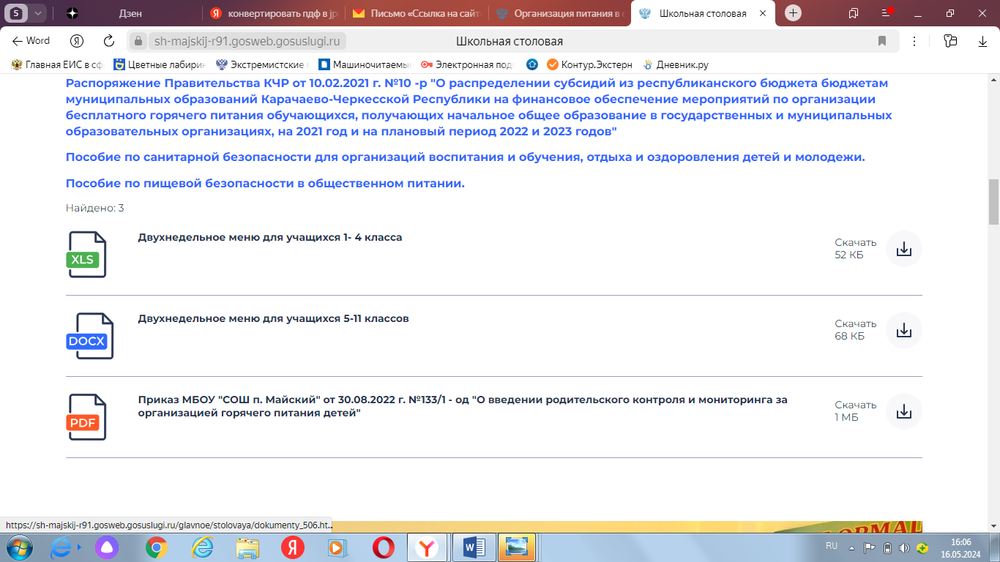 5
Дзен
конвертировать пдф в jp
Письмо «Ссылка на сайт
Организация питания в
Школьная столовая
Word
sh-majskij-r91.gosweb.gosuslugi.ru
Школьная столовая
Главная ЕИС в сф
Цветные лабирин
Экстремистские
Машиночитаемые
Электронная под
Контур.Экстерн
Дневник.ру
Распоряжение Правительства КЧР от 10.02.2021 г. №10 -р "О распределении субсидий из республиканского бюджета бюджетам
муниципальных образований Карачаево-Черкесской Республики на финансовое обеспечение мероприятий по организации
бесплатного горячего питания обучающихся, получающих начальное общее образование в государственных и муниципальных
образовательных организациях, на 2021 год и на плановый период 2022 и 2023 годов"
Пособие по санитарной безопасности для организаций воспитания и обучения, отдыха и оздоровления детей и молодежи.
Пособие по пищевой безопасности в общественном питании.
Найдено: 3
XLS
Двухнедельное меню для учащихся 1- 4 класса
Скачать
52 КБ
DOCX
Двухнедельное меню для учащихся 5-11 классов
Скачать
68 КБ
PDF
Приказ МБОУ "СОШ п. Майский" от 30.08.2022 г. №133/1 - од "О введении родительского контроля и мониторинга за
организацией горячего питания детей"
Скачать
1 МБ
https://sh-majskij-r91.gosweb.gosuslugi.ru/glavnoe/stolovaya/dokumenty_506.ht...
RU
16:06
16.05.2024